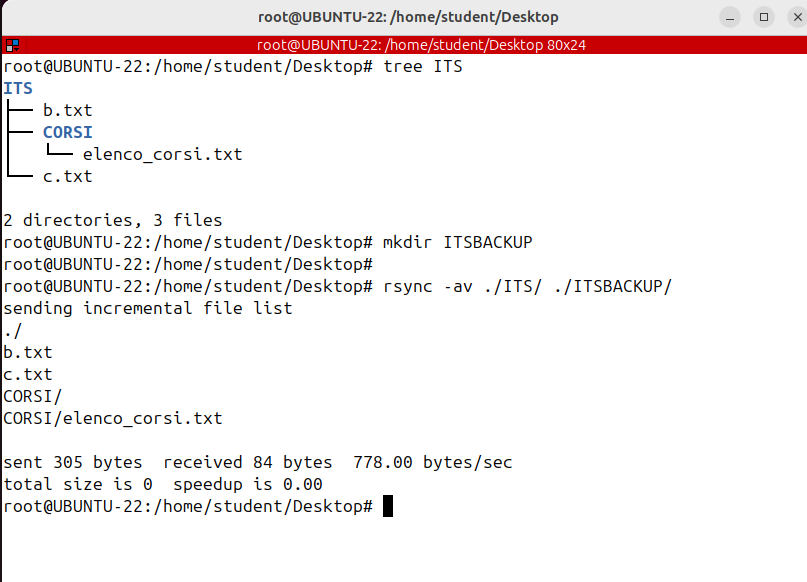 root@UBUNTU-22: /home/student/Desktop
root@UBUNTU-22: /home/student/Desktop 80x24
root@UBUNTU-22:/home/student/Desktop# tree ITS
ITS
├── b.txt
├── CORSI
│   └── elenco_corsi.txt
└── c.txt
2 directories, 3 files
root@UBUNTU-22:/home/student/Desktop# mkdir ITSBACKUP
root@UBUNTU-22:/home/student/Desktop#
root@UBUNTU-22:/home/student/Desktop# rsync -av ./ITS/ ./ITSBACKUP/
sending incremental file list
./
b.txt
c.txt
CORSI/
CORSI/elenco_corsi.txt
sent 305 bytes  received 84 bytes  778.00 bytes/sec
total size is 0  speedup is 0.00
root@UBUNTU-22:/home/student/Desktop#